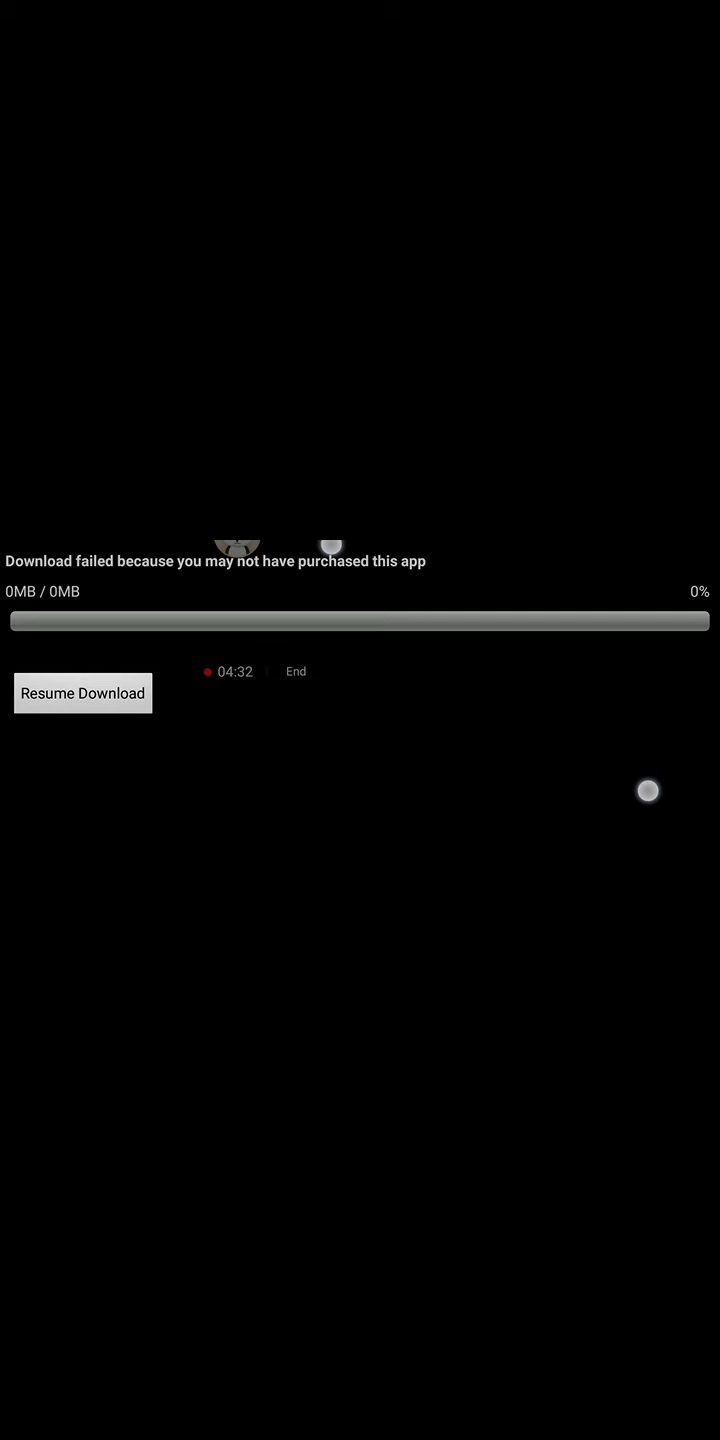 Download failed because you may not have purchased this app
0MB / 0MB 0%
04:32 End
Resume Download